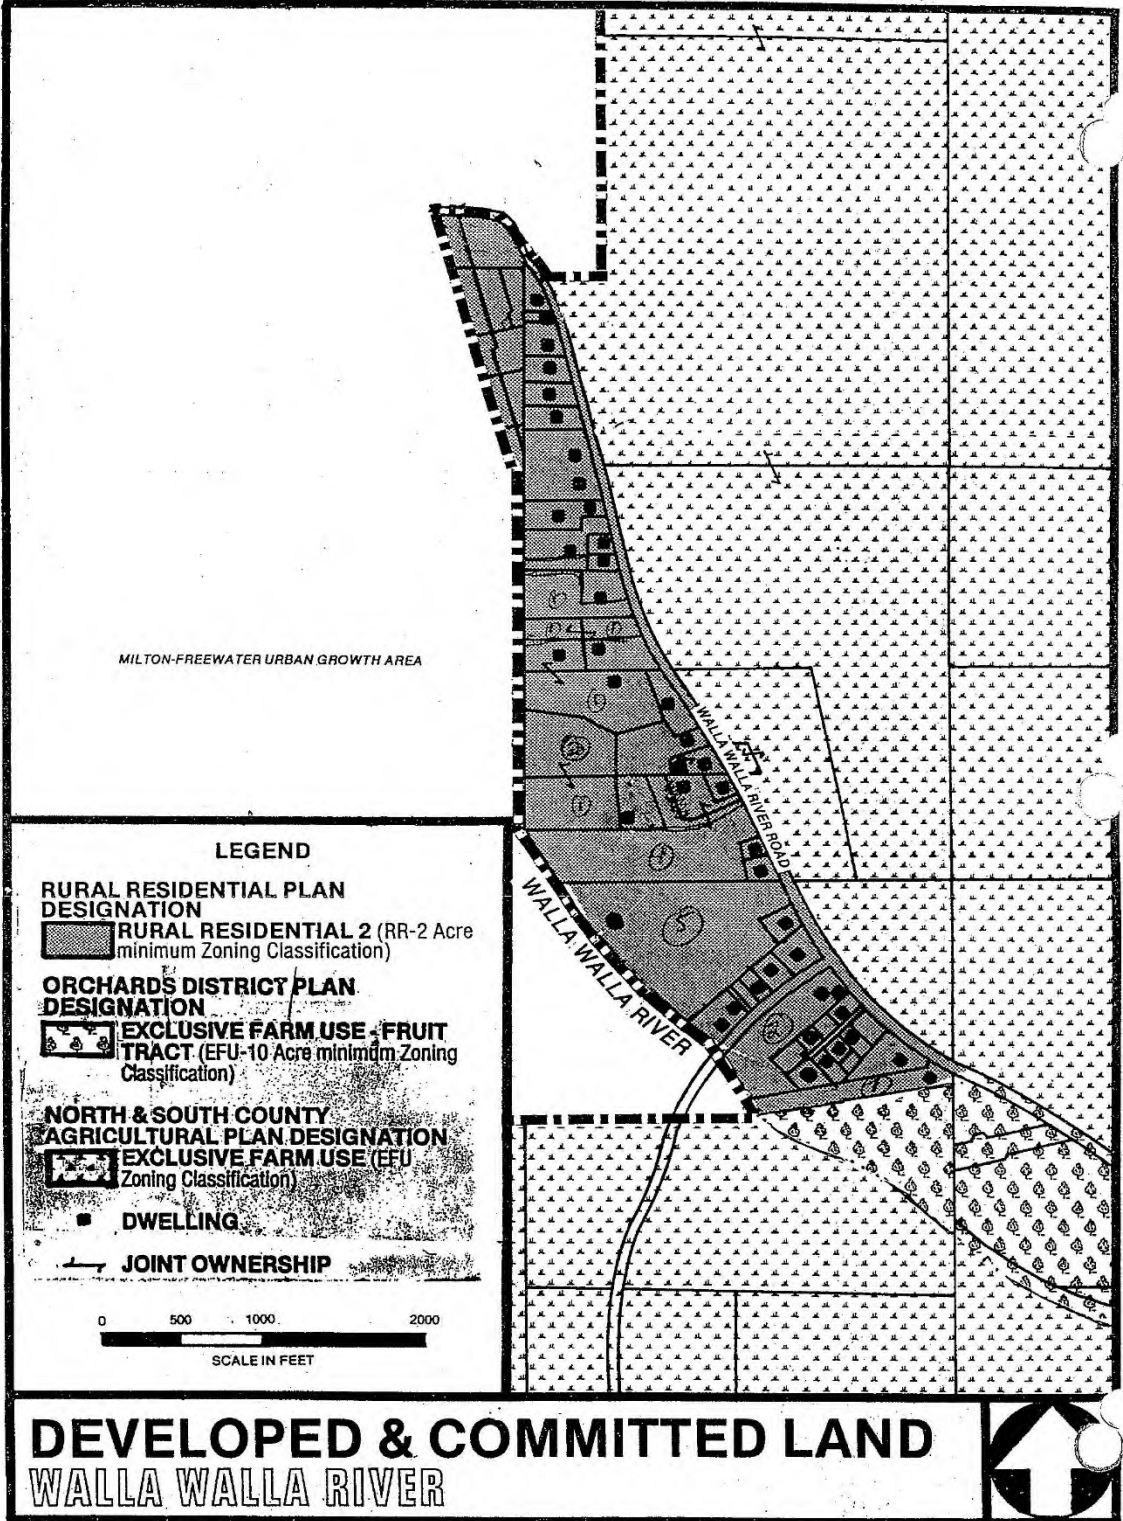 MILTON-FREEWATER URBAN GROWTH AREA
WALLA WALLA RIVER ROAD
5
WALLA WALLA RIVER
LEGEND
RURAL RESIDENTIAL PLAN
DESIGNATION
RURAL RESIDENTIAL 2 (RR-2 Acre
minimum Zoning Classification)
ORCHARDS DISTRICT PLAN
DESIGNATION
EXCLUSIVE FARM USE - FRUIT
TRACT (EFU-10 Acre minimum Zoning
Classification)
NORTH & SOUTH COUNTY
AGRICULTURAL PLAN DESIGNATION
EXCLUSIVE FARM USE (EFU
Zoning Classification)
DWELLING
JOINT OWNERSHIP
0 500 1000 2000
SCALE IN FEET
DEVELOPED & COMMITTED LAND
WALLA WALLA RIVER